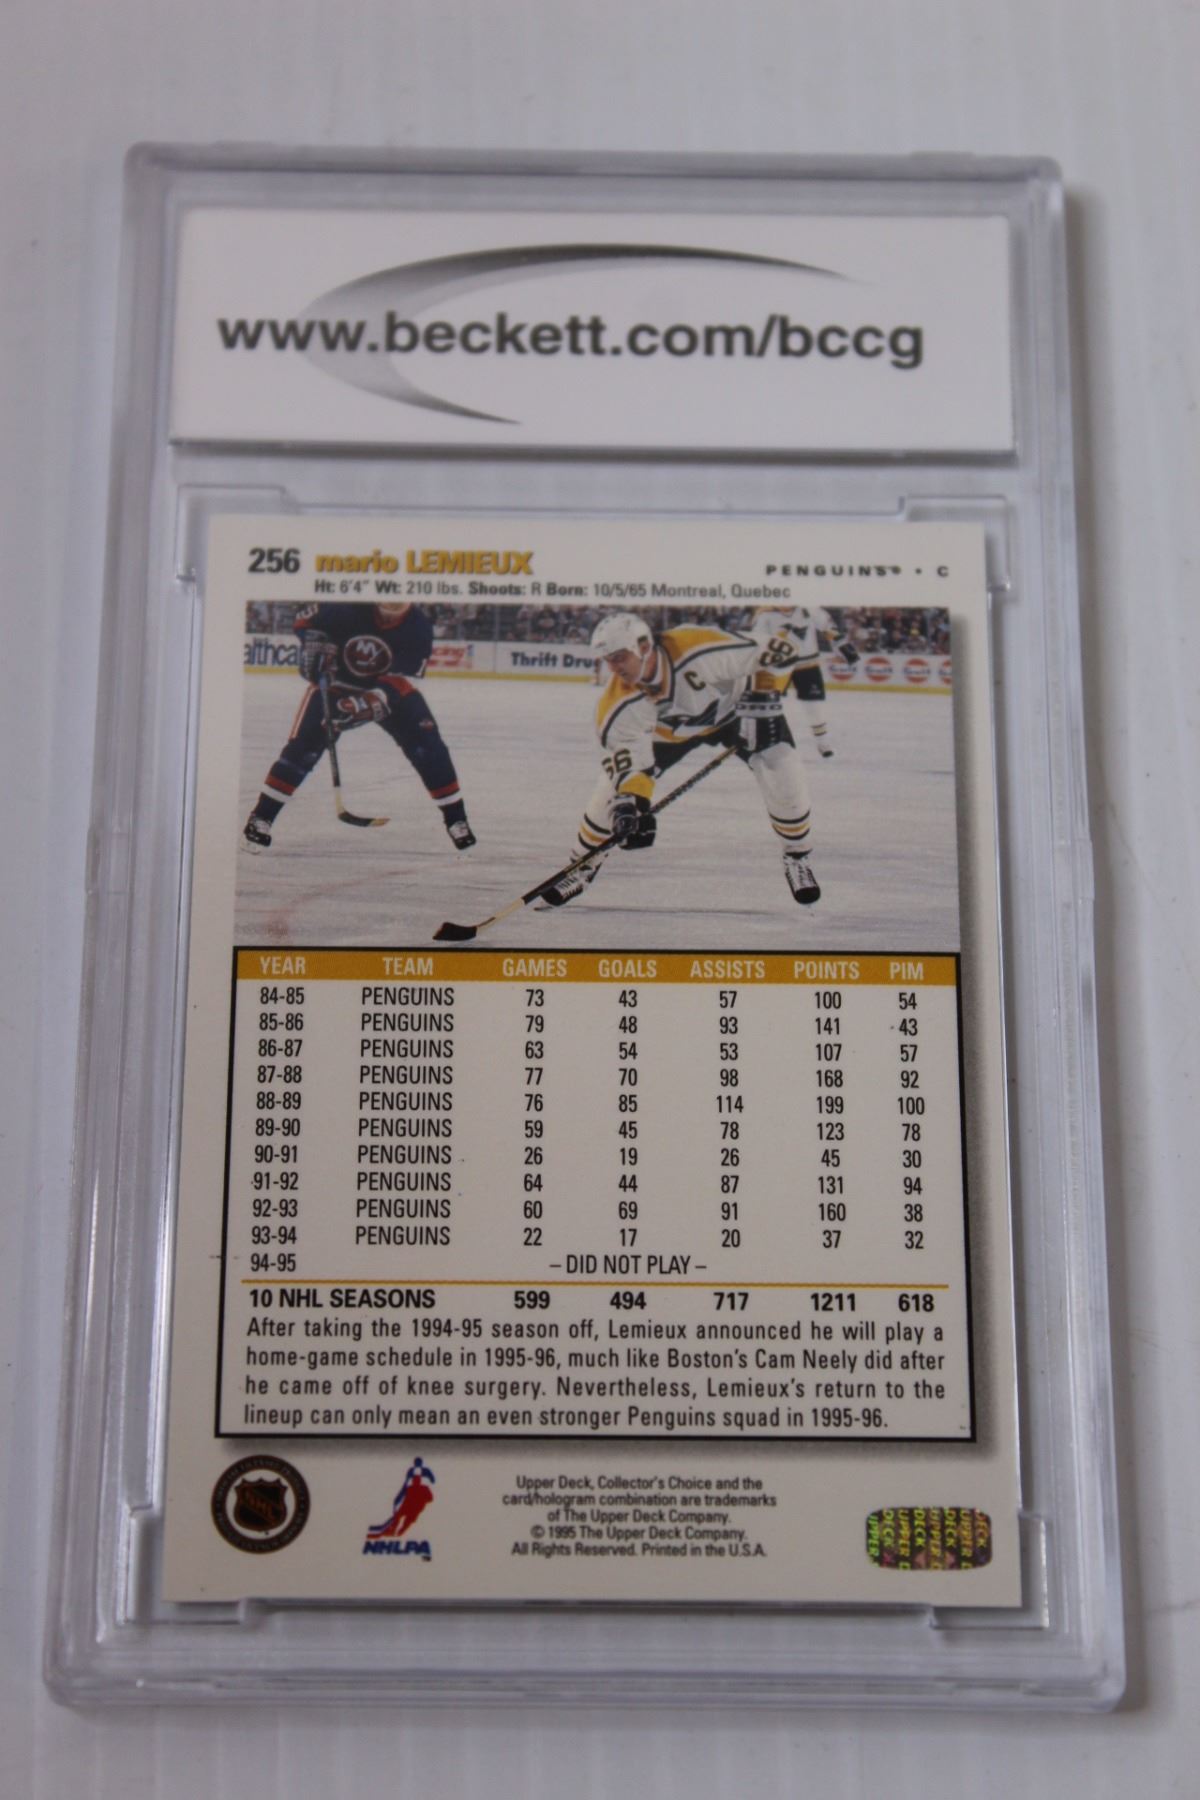 www.beckett.com/bccg
256 mario LEMIEUX PENGUINS® • C
Ht: 6'4" Wt: 210 lbs. Shoots: R Born: 10/5/65 Montreal, Quebec
althca Thrift Dru
C 66
66
YEAR TEAM GAMES GOALS ASSISTS POINTS PIM
84-85 PENGUINS 73 43 57 100 54
85-86 PENGUINS 79 48 93 141 43
86-87 PENGUINS 63 54 53 107 57
87-88 PENGUINS 77 70 98 168 92
88-89 PENGUINS 76 85 114 199 100
89-90 PENGUINS 59 45 78 123 78
90-91 PENGUINS 26 19 26 45 30
91-92 PENGUINS 64 44 87 131 94
92-93 PENGUINS 60 69 91 160 38
93-94 PENGUINS 22 17 20 37 32
94-95 – DID NOT PLAY –
10 NHL SEASONS 599 494 717 1211 618
After taking the 1994-95 season off, Lemieux announced he will play a
home-game schedule in 1995-96, much like Boston's Cam Neely did after
he came off of knee surgery. Nevertheless, Lemieux's return to the
lineup can only mean an even stronger Penguins squad in 1995-96.
NHL
NHLPA™
Upper Deck, Collector's Choice and the
card/hologram combination are trademarks
of The Upper Deck Company.
© 1995 The Upper Deck Company.
All Rights Reserved. Printed in the U.S.A.
UPPER DECK